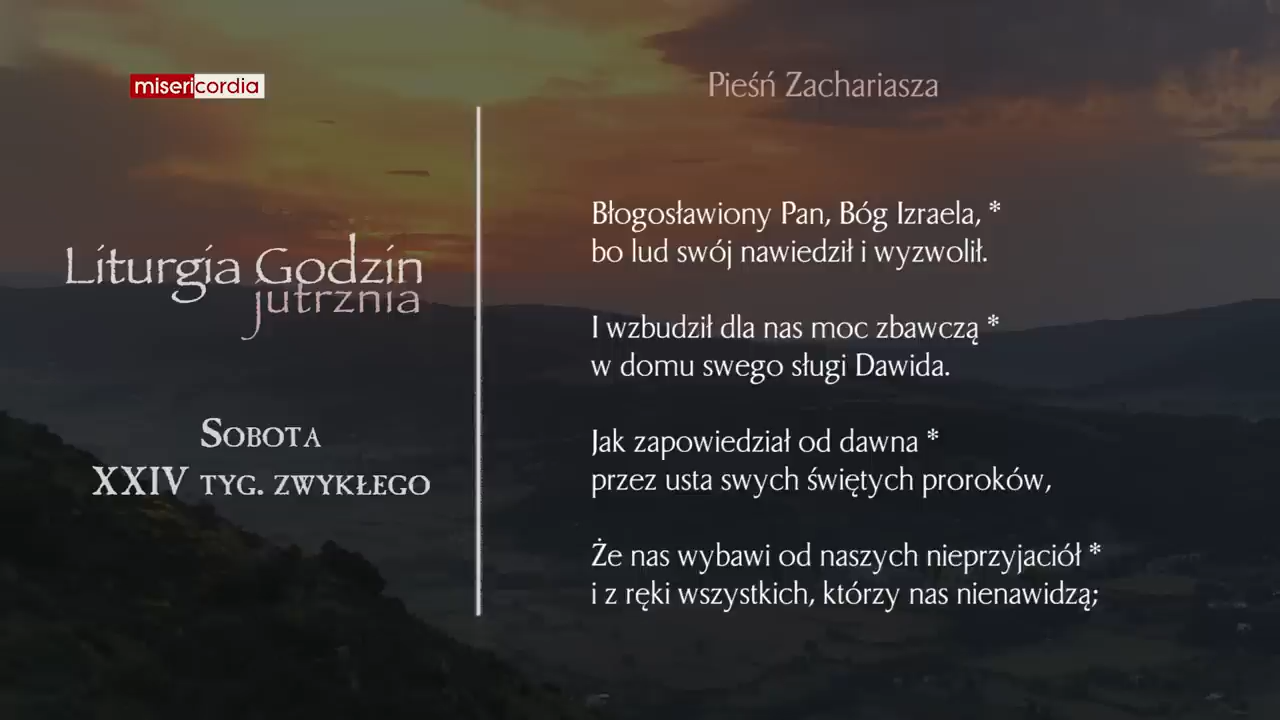 misericordia
Pieśń Zachariasza
Liturgia Godzin
jutrznia
Sobota
XXIV tyg. zwykłego
Błogosławiony Pan, Bóg Izraela, *
bo lud swój nawiedził i wyzwolił.
I wzbudził dla nas moc zbawczą *
w domu swego sługi Dawida.
Jak zapowiedział od dawna *
przez usta swych świętych proroków,
Że nas wybawi od naszych nieprzyjaciół *
i z ręki wszystkich, którzy nas nienawidzą;